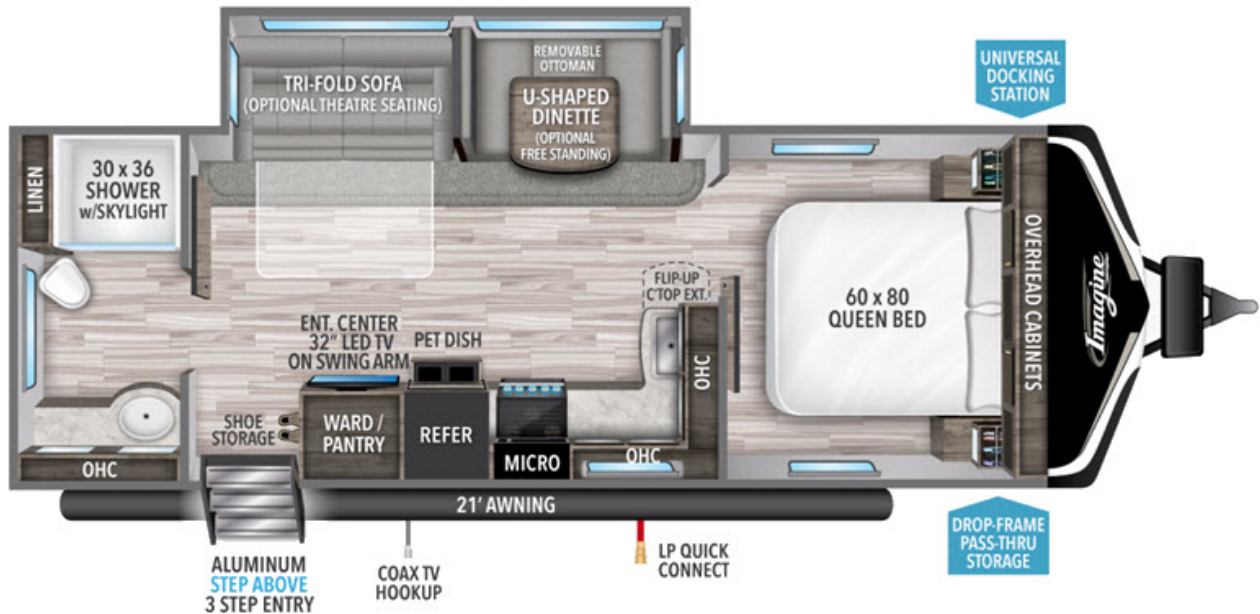 REMOVABLE
OTTOMAN
TRI-FOLD SOFA
(OPTIONAL THEATRE SEATING)
U-SHAPED
DINETTE
(OPTIONAL
FREE STANDING)
UNIVERSAL
DOCKING
STATION
LINEN
30 x 36
SHOWER
w/SKYLIGHT
OVERHEAD CABINETS
Imagine
FLIP-UP
C'TOP EXT.
60 x 80
QUEEN BED
ENT. CENTER
32" LED TV
ON SWING ARM
PET DISH
OHC
SHOE
STORAGE
WARD /
PANTRY
REFER
MICRO
OHC
OHC
21' AWNING
ALUMINUM
STEP ABOVE
3 STEP ENTRY
COAX TV
HOOKUP
LP QUICK
CONNECT
DROP-FRAME
PASS-THRU
STORAGE